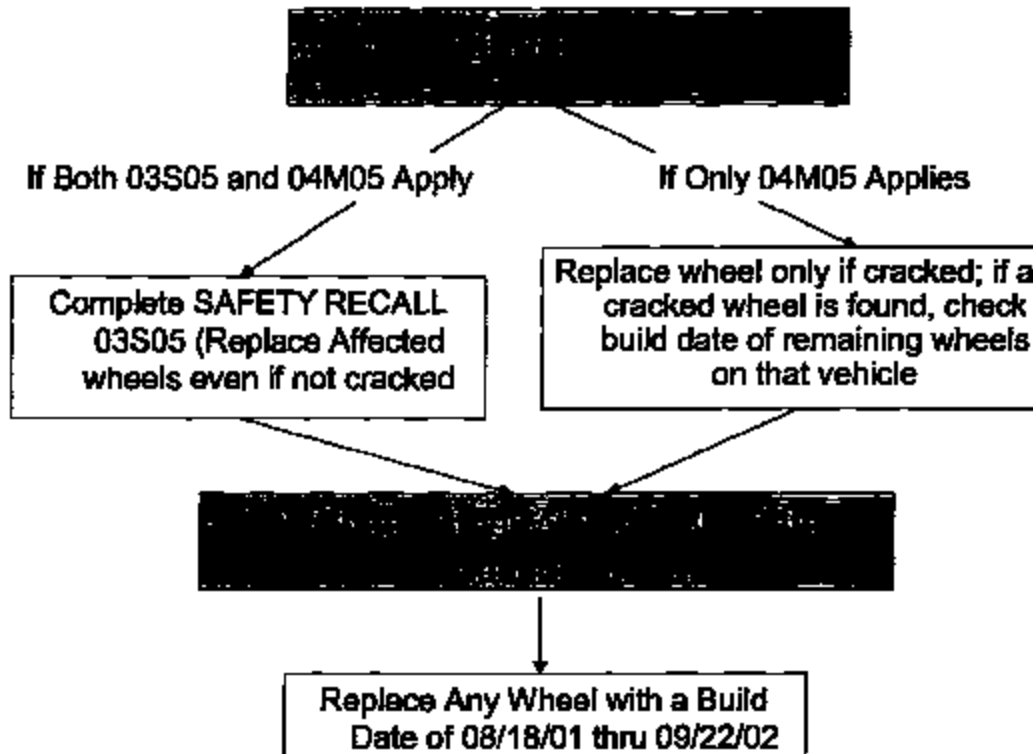 If Both 03S05 and 04M05 Apply
If Only 04M05 Applies
Complete SAFETY RECALL
03S05 (Replace Affected
wheels even if not cracked
Replace wheel only if cracked; if a
cracked wheel is found, check
build date of remaining wheels
on that vehicle
Replace Any Wheel with a Build
Date of 08/18/01 thru 09/22/02